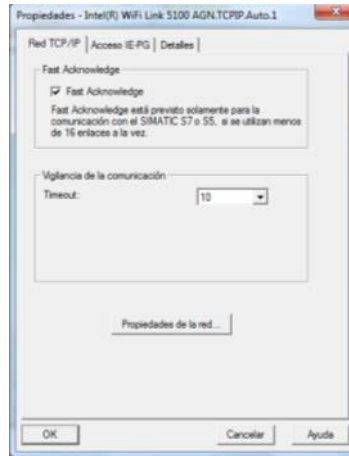 Propiedades - Intel(R) WiFi Link 5100 AGN.TCPIP.Auto.1
Red TCP/IP
Acceso IE-PG
Detalles
Fast Acknowledge
Fast Acknowledge
Fast Acknowledge está previsto solamente para la
comunicación con el SIMATIC S7 o S5, si se utilizan menos
de 16 enlaces a la vez.
Vigilancia de la comunicación
Timeout:
10
Propiedades de la red...
OK
Cancelar
Ayuda